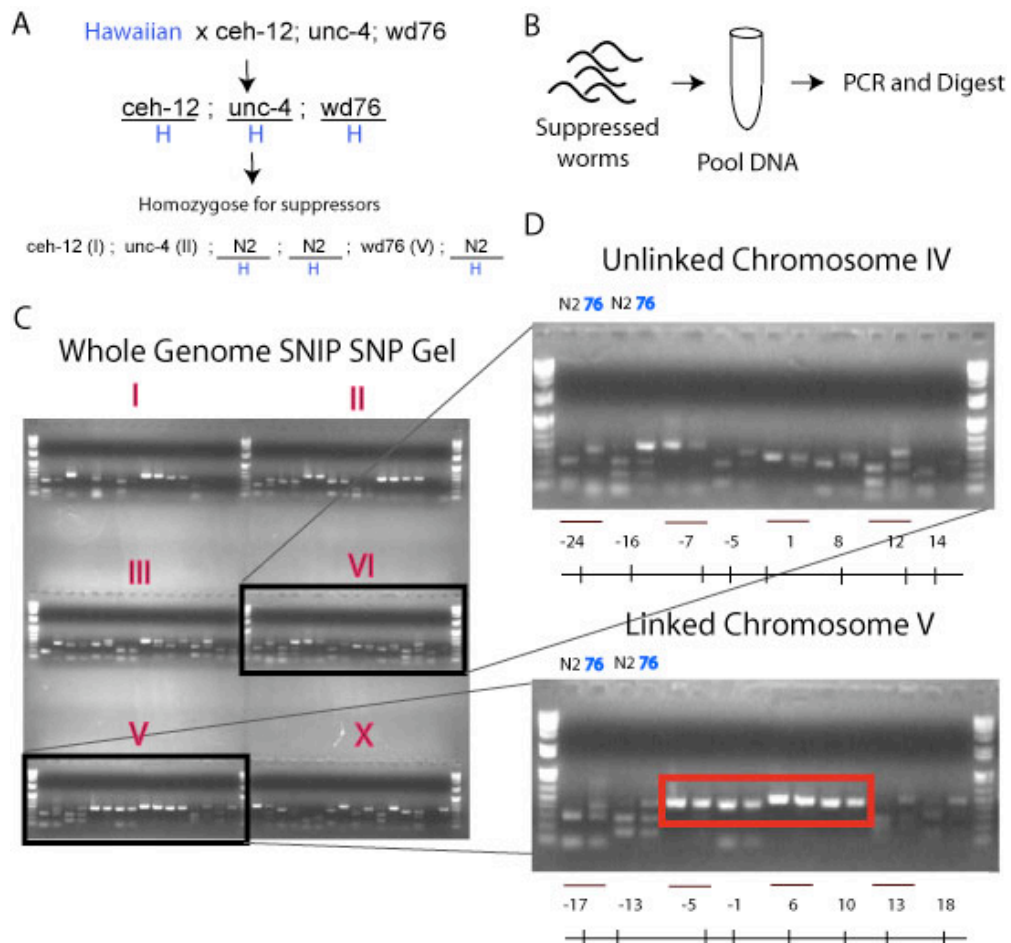 A
Hawaiian x ceh-12; unc-4; wd76
ceh-12 ; unc-4 ; wd76
H H H
Homozygose for suppressors
ceh-12 (I) ; unc-4 (II) ; N2 ; N2 ; wd76 (V) ; N2
H H H
B
Suppressed
worms
Pool DNA
PCR and Digest
C
Whole Genome SNIP SNP Gel
I II
III VI
V X
D
Unlinked Chromosome IV
N2 76 N2 76
-24 -16 -7 -5 1 8 12 14
Linked Chromosome V
N2 76 N2 76
-17 -13 -5 -1 6 10 13 18